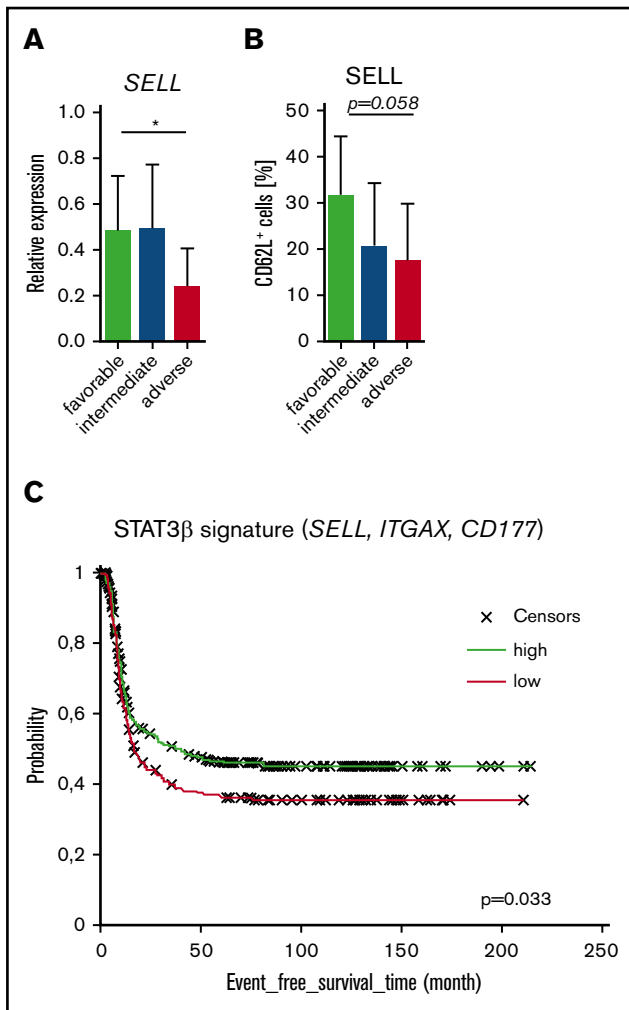 A
SELL
1.0
0.8
0.6
0.4
0.2
0.0
Relative expression
*
favorable
intermediate
adverse
B
SELL
p=0.058
50
40
30
20
10
0
CD62L⁺ cells [%]
favorable
intermediate
adverse
C
STAT3β signature (SELL, ITGAX, CD177)
1
0,8
0,6
0,4
0,2
0
Probability
Censors
high
low
p=0.033
0
50
100
150
200
250
Event_free_survival_time (month)